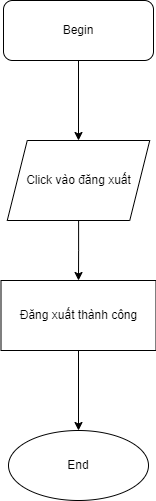 Begin
Click vào đăng xuất
Đăng xuất thành công
End